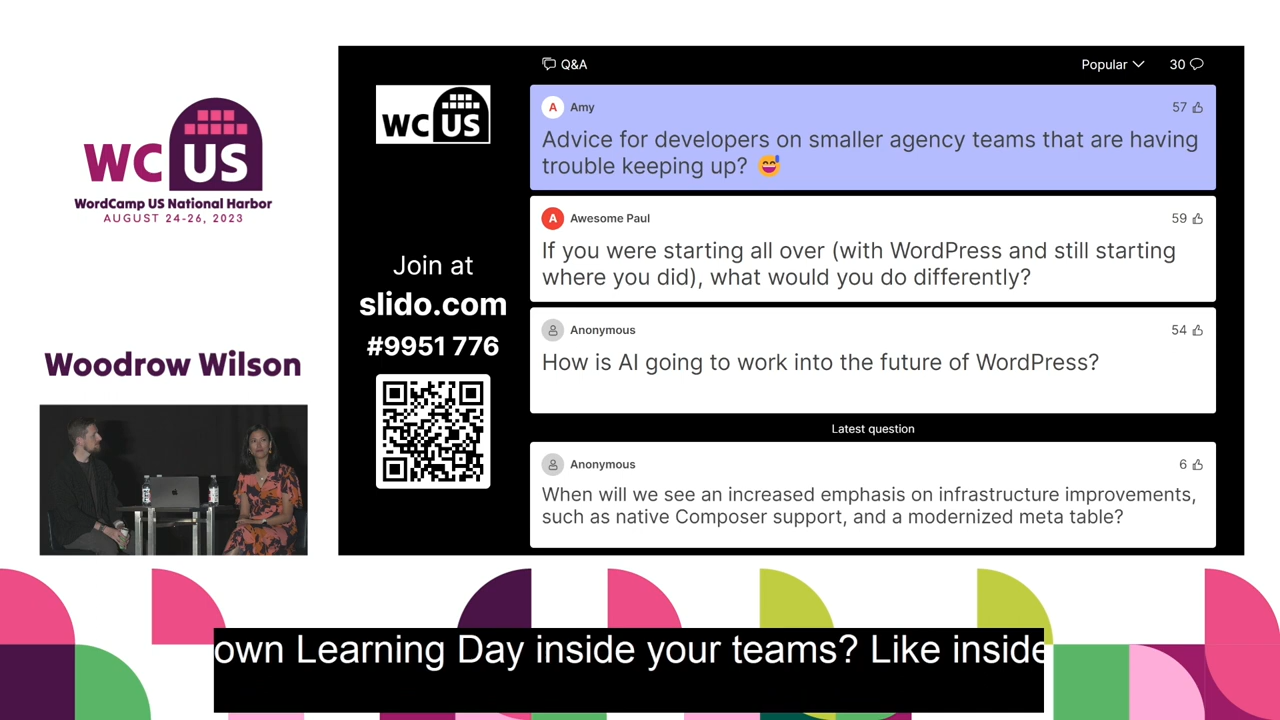 WC US
WordCamp US National Harbor
AUGUST 24-26, 2023
Woodrow Wilson
WC US
Join at
slido.com
#9951 776
Q&A
Popular
30
A
Amy
57
Advice for developers on smaller agency teams that are having
trouble keeping up? 😅
A
Awesome Paul
59
If you were starting all over (with WordPress and still starting
where you did), what would you do differently?
Anonymous
54
How is AI going to work into the future of WordPress?
Latest question
Anonymous
6
When will we see an increased emphasis on infrastructure improvements,
such as native Composer support, and a modernized meta table?
own Learning Day inside your teams? Like inside